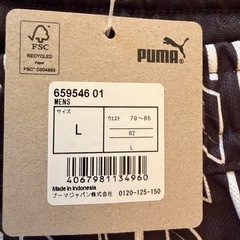 FSC
RECYCLED
Paper
FSC® C004883
PUMA
659546 01
MENS
サイズ
L
ウエスト
79～85
82
L
4067981134960
Made in Indonesia
プーマジャパン株式会社 0120-125-150